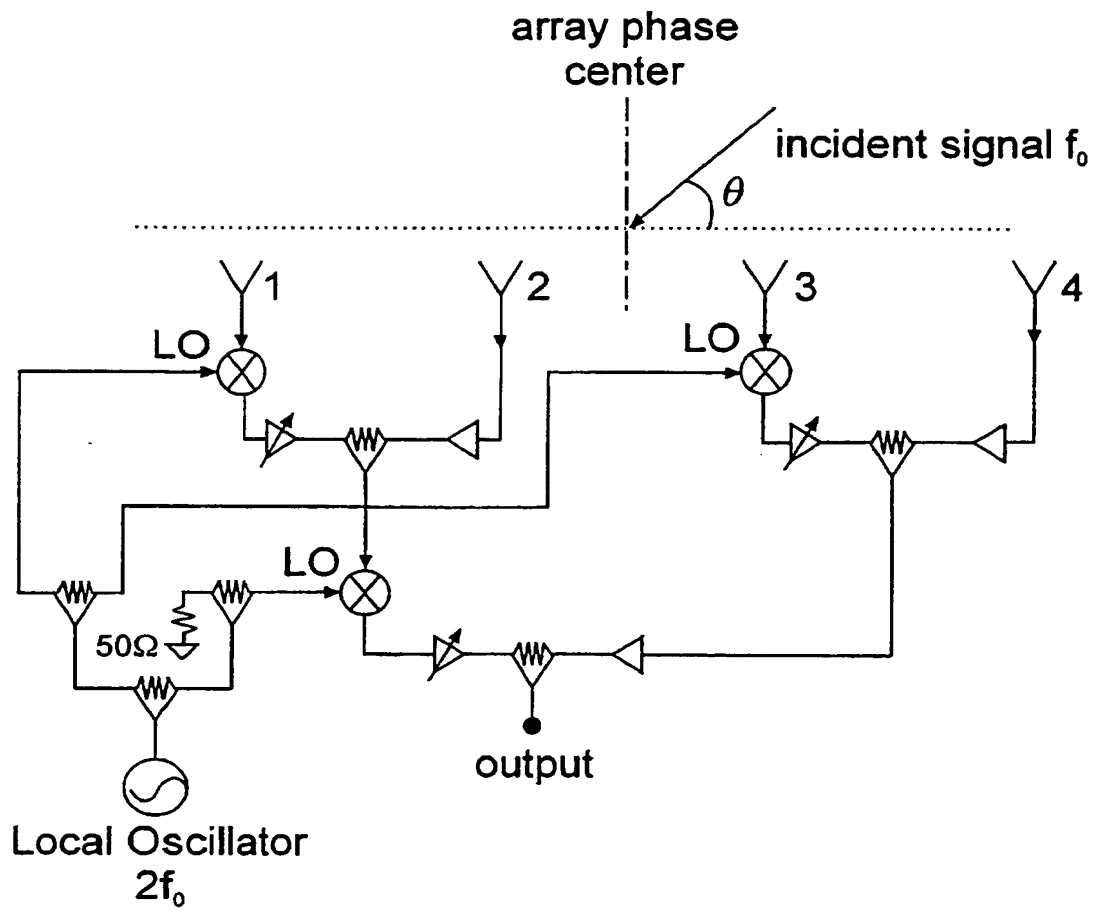 array phase
center
incident signal f₀
θ
1
2
3
4
LO
LO
LO
50Ω
output
Local Oscillator
2f₀